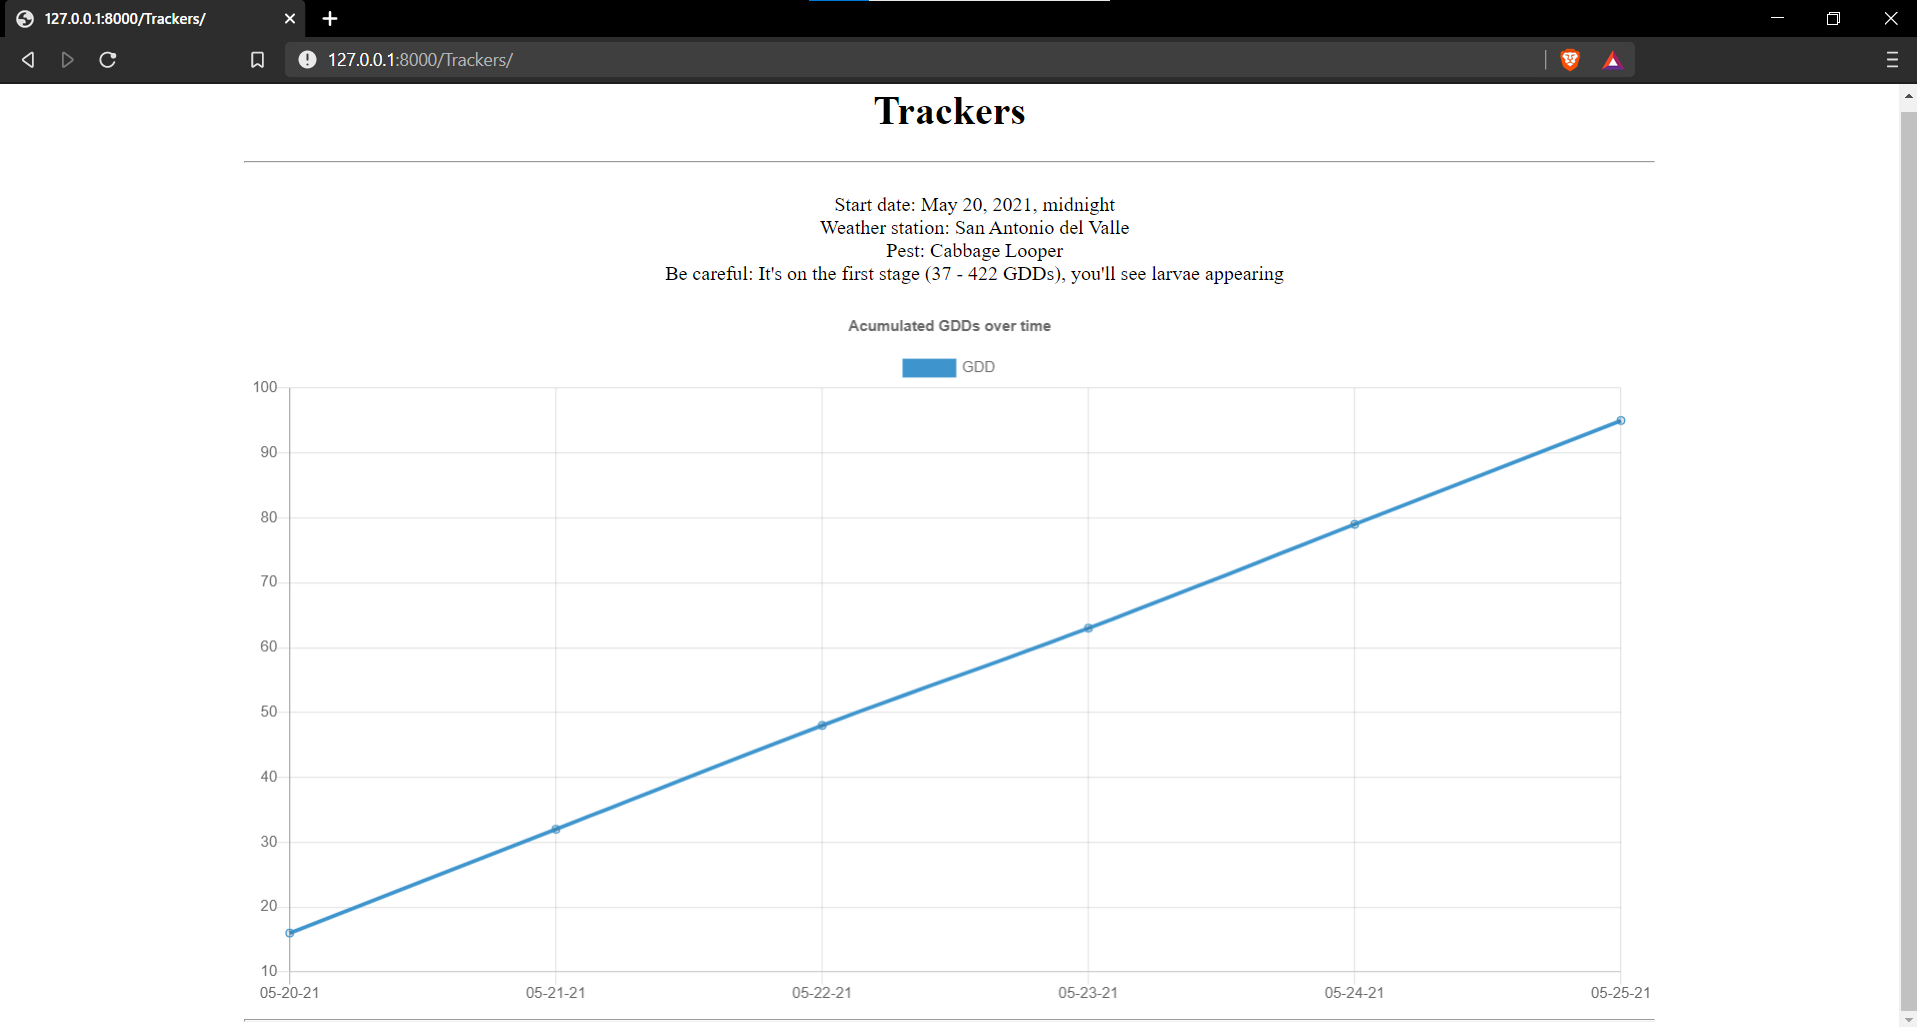 127.0.0.1:8000/Trackers/
127.0.0.1:8000/Trackers/
Trackers
Start date: May 20, 2021, midnight
Weather station: San Antonio del Valle
Pest: Cabbage Looper
Be careful: It's on the first stage (37 - 422 GDDs), you'll see larvae appearing
Acumulated GDDs over time
GDD
100
90
80
70
60
50
40
30
20
10
05-20-21 05-21-21 05-22-21 05-23-21 05-24-21 05-25-21